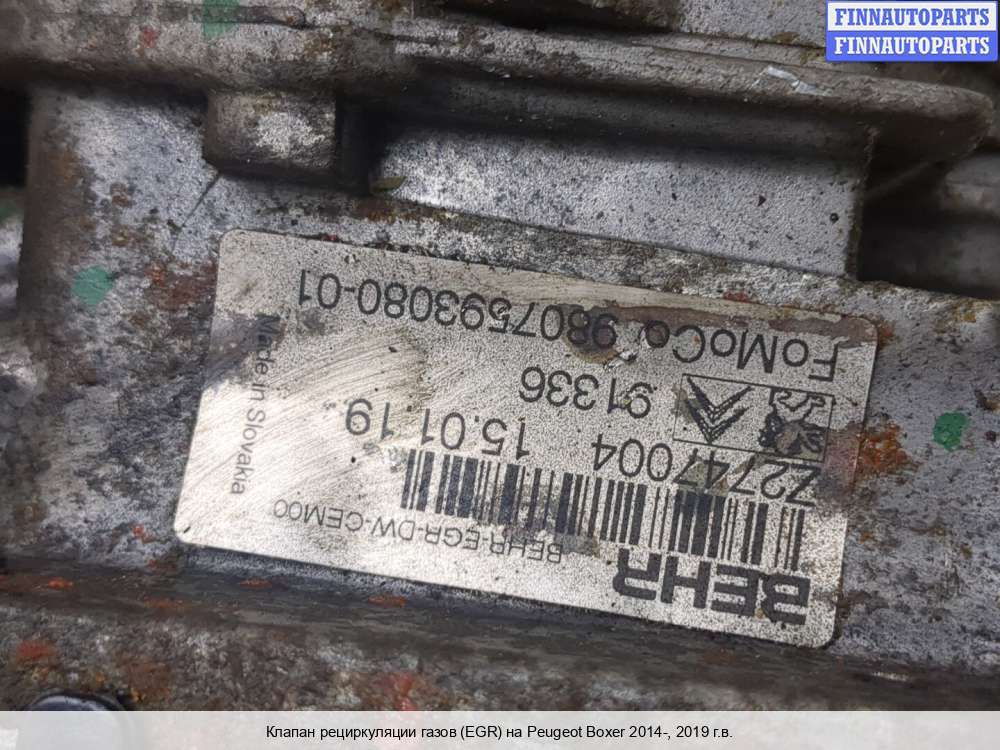 FINNAUTOPARTS
FINNAUTOPARTS
BEHR
BEHR-EGR-DW-CEM00
Z2747004 15.01.19
91336
FoMoCo 9807593080-01
Made in Slovakia
Клапан рециркуляции газов (EGR) на Peugeot Boxer 2014-, 2019 г.в.